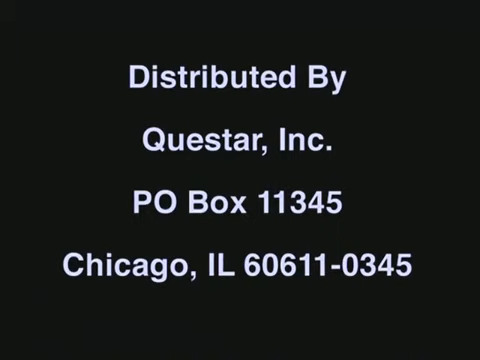 Distributed By
Questar, Inc.
PO Box 11345
Chicago, IL 60611-0345